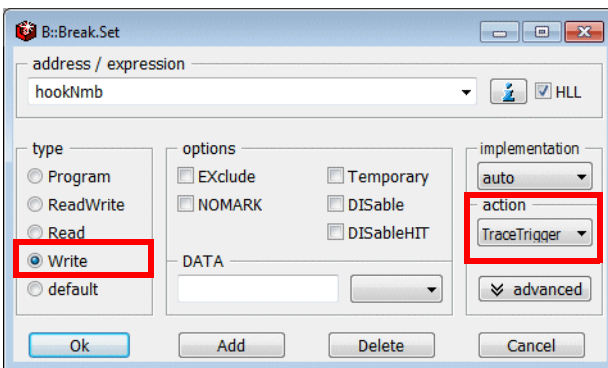 B::Break.Set
address / expression
hookNmb
i HLL
type
Program
ReadWrite
Read
Write
default
options
EXclude
Temporary
NOMARK
DISable
DISableHIT
DATA
implementation
auto
action
TraceTrigger
advanced
Ok Add Delete Cancel